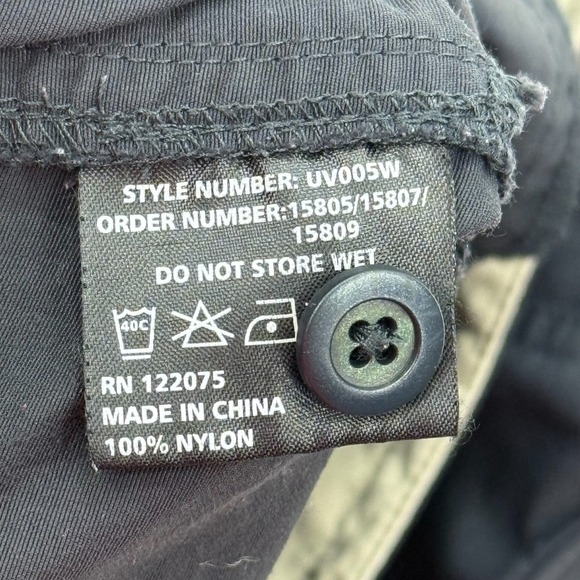 STYLE NUMBER: UV005W
ORDER NUMBER:15805/15807/
15809
DO NOT STORE WET
40C
RN 122075
MADE IN CHINA
100% NYLON